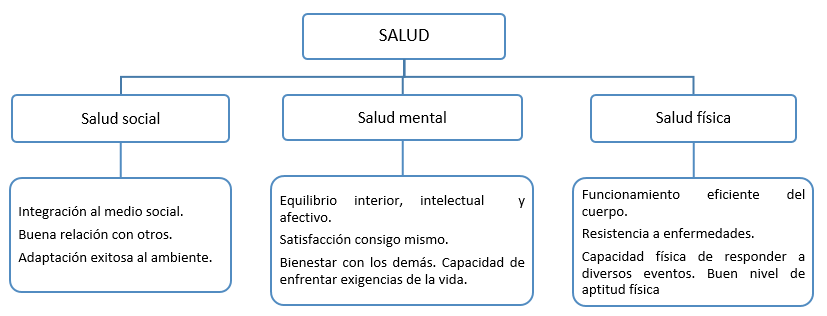 SALUD
Salud social
Salud mental
Salud física
Integración al medio social.
Buena relación con otros.
Adaptación exitosa al ambiente.
Equilibrio interior, intelectual y
afectivo.
Satisfacción consigo mismo.
Bienestar con los demás. Capacidad de
enfrentar exigencias de la vida.
Funcionamiento eficiente del
cuerpo.
Resistencia a enfermedades.
Capacidad física de responder a
diversos eventos. Buen nivel de
aptitud física